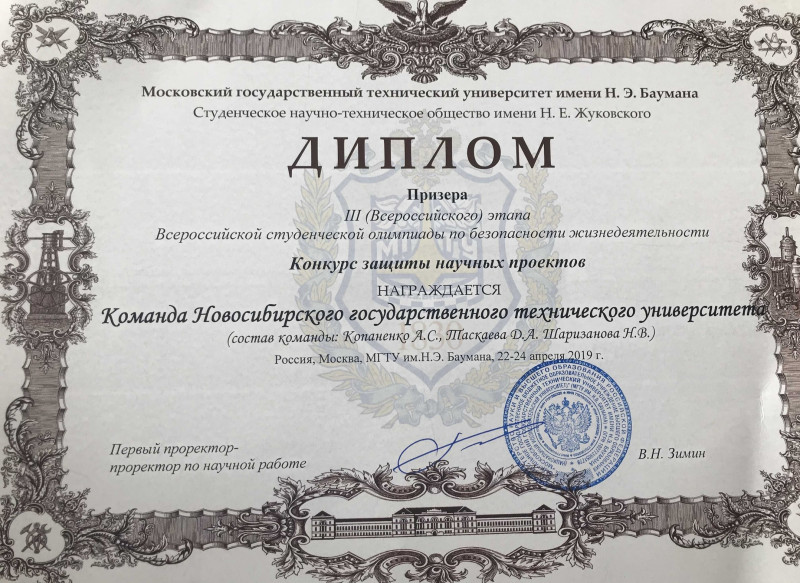 Московский государственный технический университет имени Н. Э. Баумана
Студенческое научно-техническое общество имени Н. Е. Жуковского
ДИПЛОМ
Призера
III (Всероссийского) этапа
Всероссийской студенческой олимпиады по безопасности жизнедеятельности
Конкурс защиты научных проектов
НАГРАЖДАЕТСЯ
Команда Новосибирского государственного технического университета
(состав команды: Копаненко А.С., Таскаева Д.А. Шаризанова Н.В.)
Россия, Москва, МГТУ им.Н.Э. Баумана, 22-24 апреля 2019 г.
Первый проректор-
проректор по научной работе
В.Н. Зимин